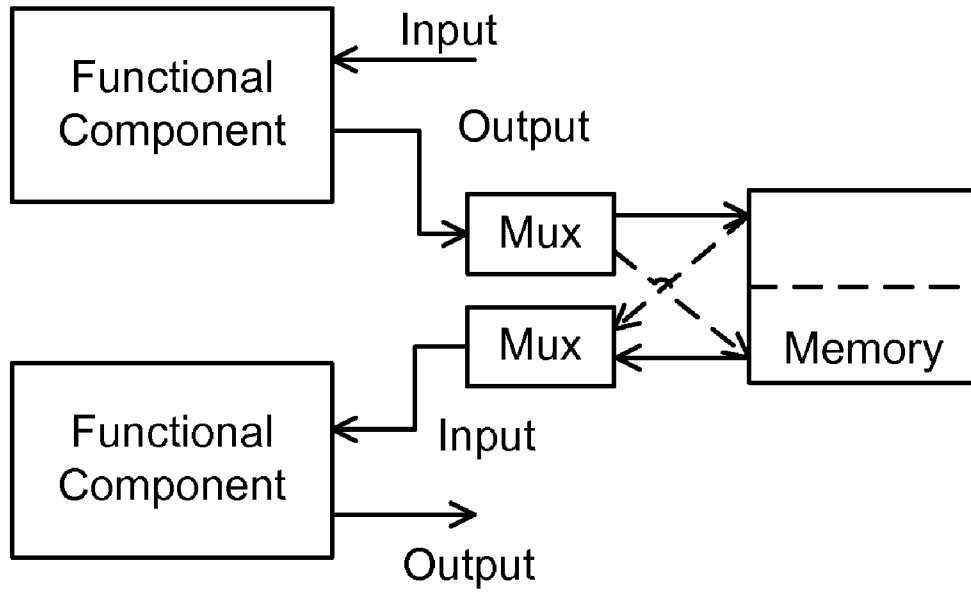 Input
Functional
Component
Output
Mux
Mux
Memory
Functional
Component
Input
Output